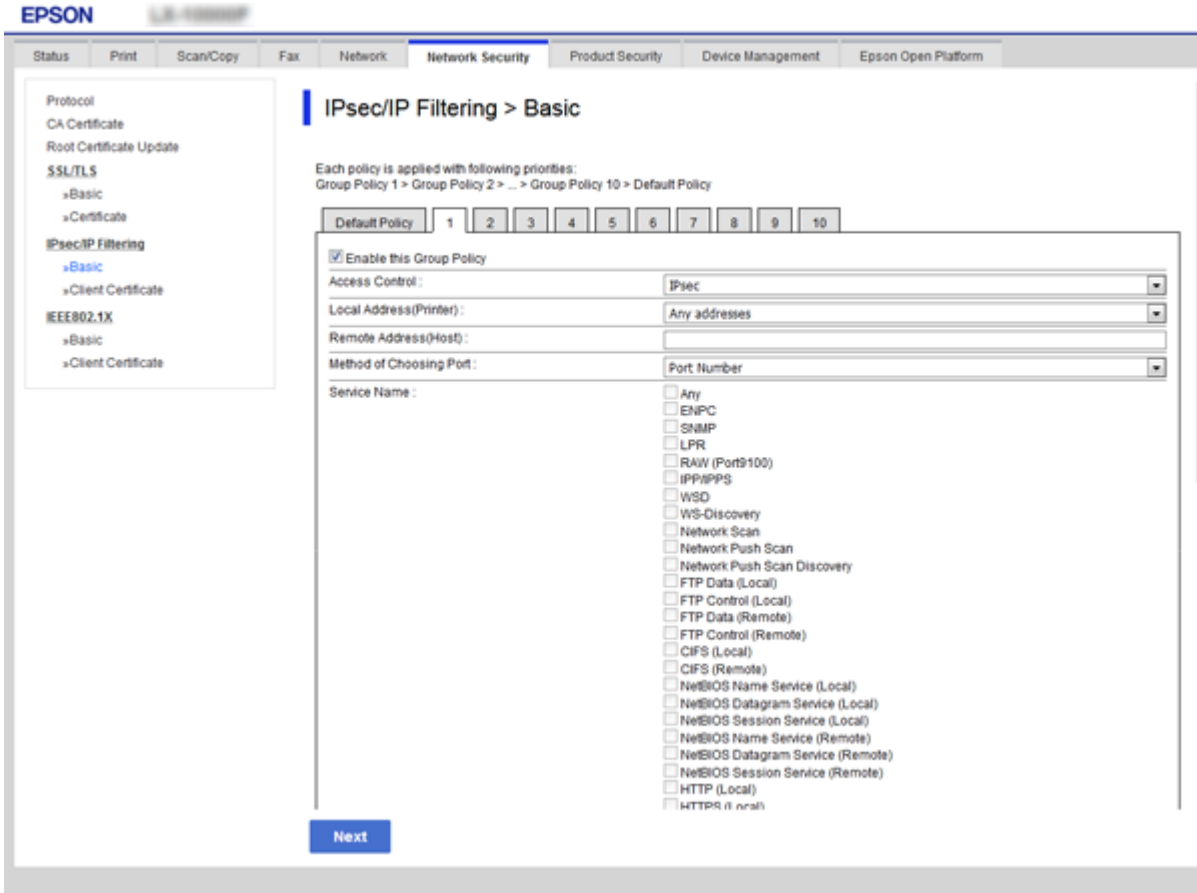 EPSON
Status Print Scan/Copy Fax Network Network Security Product Security Device Management Epson Open Platform
Protocol
CA Certificate
Root Certificate Update
SSL/TLS
»Basic
»Certificate
IPsec/IP Filtering
»Basic
»Client Certificate
IEEE802.1X
»Basic
»Client Certificate
IPsec/IP Filtering > Basic
Each policy is applied with following priorities:
Group Policy 1 > Group Policy 2 > ... > Group Policy 10 > Default Policy
Default Policy 1 2 3 4 5 6 7 8 9 10
Enable this Group Policy
Access Control : IPsec
Local Address(Printer) : Any addresses
Remote Address(Host) :
Method of Choosing Port : Port Number
Service Name : Any
ENPC
SNMP
LPR
RAW (Port9100)
IPP/IPPS
WSD
WS-Discovery
Network Scan
Network Push Scan
Network Push Scan Discovery
FTP Data (Local)
FTP Control (Local)
FTP Data (Remote)
FTP Control (Remote)
CIFS (Local)
CIFS (Remote)
NetBIOS Name Service (Local)
NetBIOS Datagram Service (Local)
NetBIOS Session Service (Local)
NetBIOS Name Service (Remote)
NetBIOS Datagram Service (Remote)
NetBIOS Session Service (Remote)
HTTP (Local)
HTTPS (Local)
Next